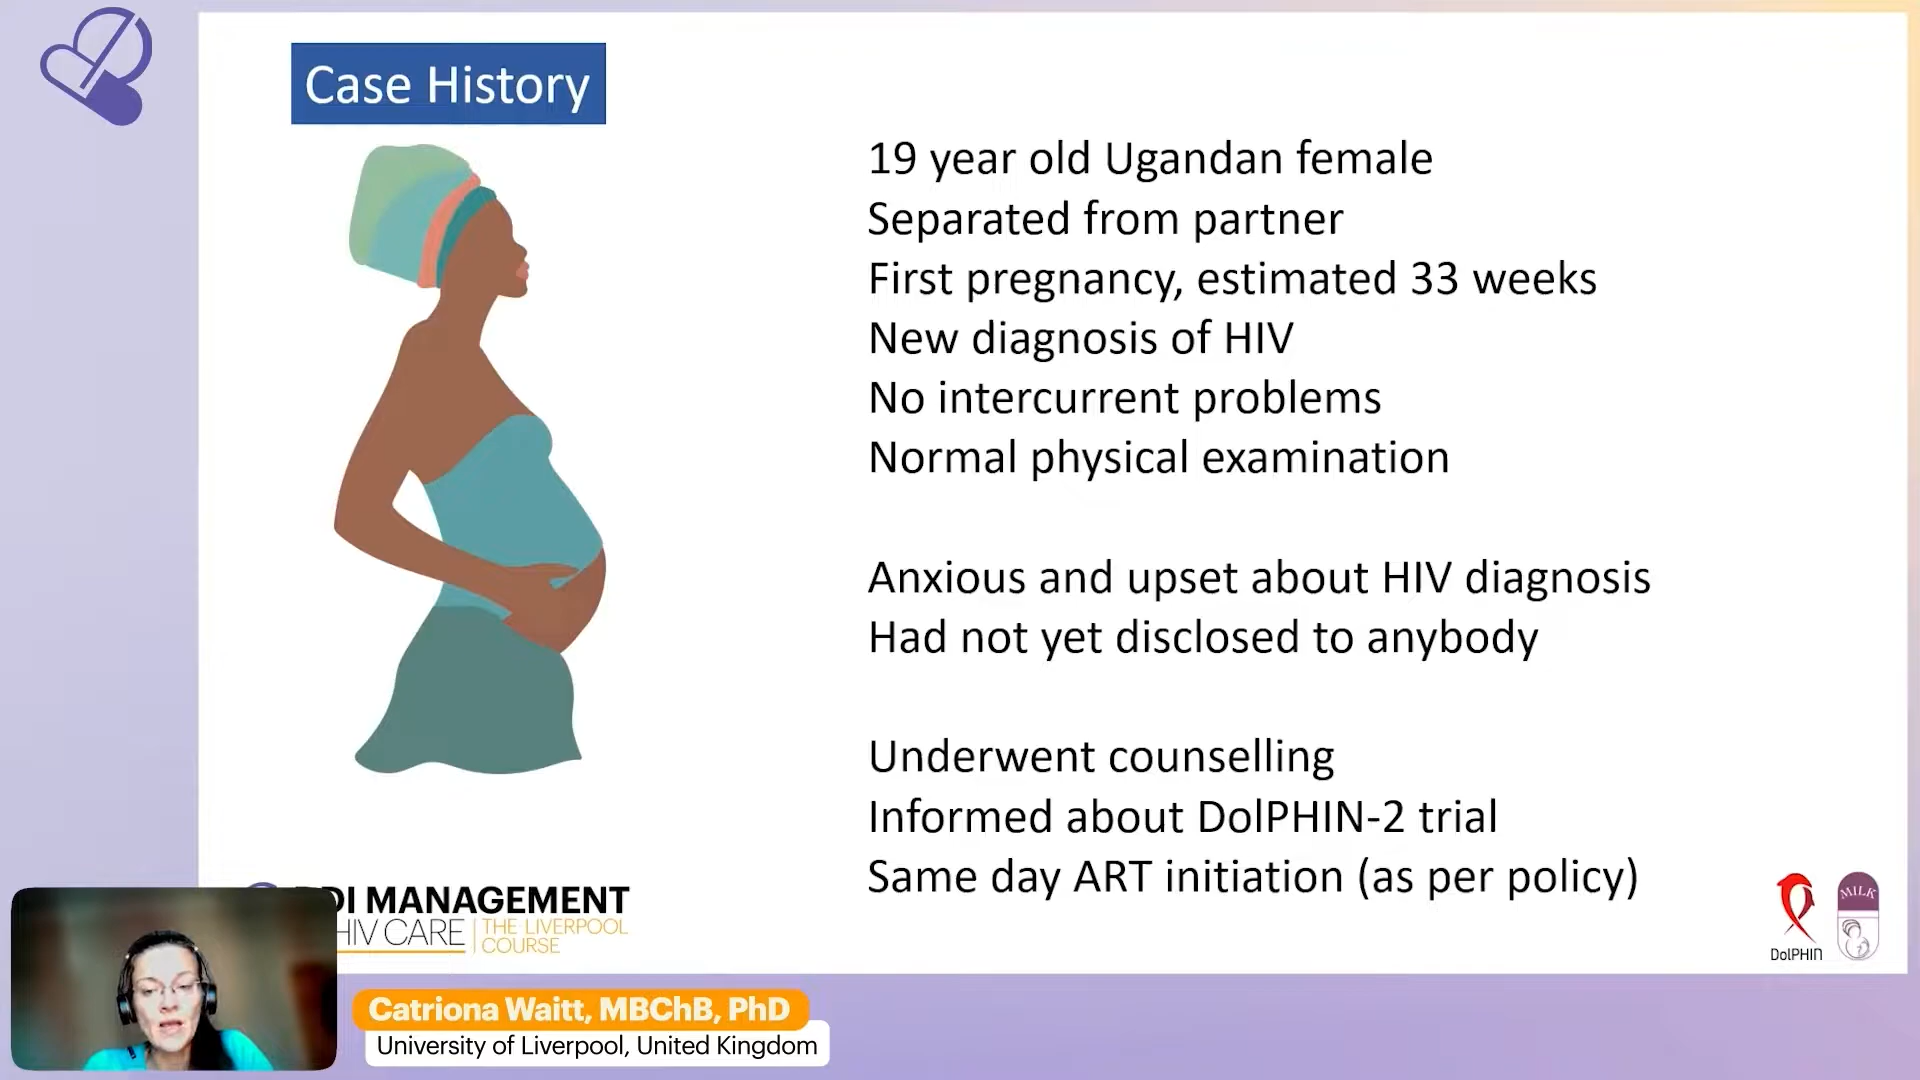 Case History
19 year old Ugandan female
Separated from partner
First pregnancy, estimated 33 weeks
New diagnosis of HIV
No intercurrent problems
Normal physical examination
Anxious and upset about HIV diagnosis
Had not yet disclosed to anybody
Underwent counselling
Informed about DolPHIN-2 trial
Same day ART initiation (as per policy)
DI MANAGEMENT
HIV CARE
THE LIVERPOOL
COURSE
DolPHIN
MILK
Catriona Waitt, MBChB, PhD
University of Liverpool, United Kingdom